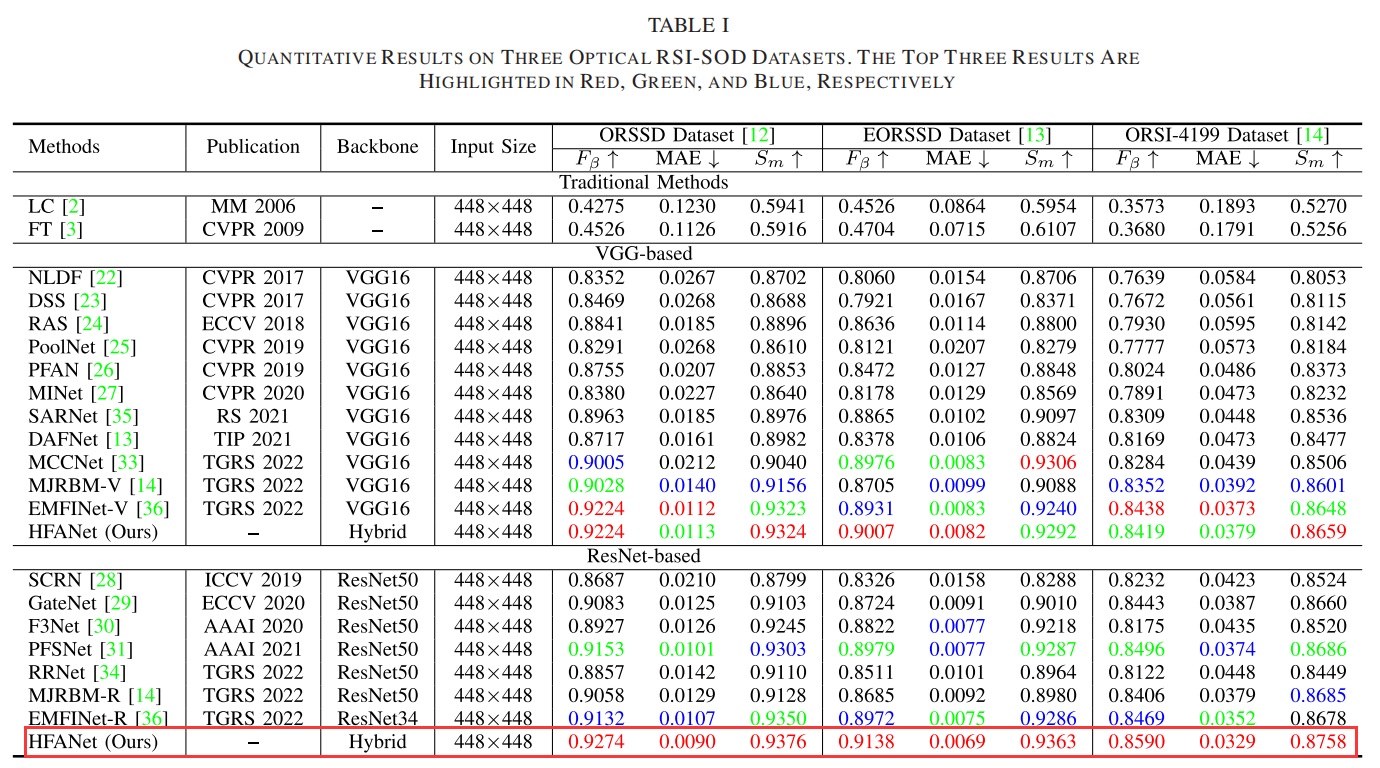 TABLE I
QUANTITATIVE RESULTS ON THREE OPTICAL RSI-SOD DATASETS. THE TOP THREE RESULTS ARE
HIGHLIGHTED IN RED, GREEN, AND BLUE, RESPECTIVELY
Methods Publication Backbone Input Size ORSSD Dataset [12] EORSSD Dataset [13] ORSI-4199 Dataset [14]
Fβ ↑ MAE ↓ Sm ↑ Fβ ↑ MAE ↓ Sm ↑ Fβ ↑ MAE ↓ Sm ↑
Traditional Methods
LC [2] MM 2006 – 448×448 0.4275 0.1230 0.5941 0.4526 0.0864 0.5954 0.3573 0.1893 0.5270
FT [3] CVPR 2009 – 448×448 0.4526 0.1126 0.5916 0.4704 0.0715 0.6107 0.3680 0.1791 0.5256
VGG-based
NLDF [22] CVPR 2017 VGG16 448×448 0.8352 0.0267 0.8702 0.8060 0.0154 0.8706 0.7639 0.0584 0.8053
DSS [23] CVPR 2017 VGG16 448×448 0.8469 0.0268 0.8688 0.7921 0.0167 0.8371 0.7672 0.0561 0.8115
RAS [24] ECCV 2018 VGG16 448×448 0.8841 0.0185 0.8896 0.8636 0.0114 0.8800 0.7930 0.0595 0.8142
PoolNet [25] CVPR 2019 VGG16 448×448 0.8291 0.0268 0.8610 0.8121 0.0207 0.8279 0.7777 0.0573 0.8184
PFAN [26] CVPR 2019 VGG16 448×448 0.8755 0.0207 0.8853 0.8472 0.0127 0.8848 0.8024 0.0486 0.8373
MINet [27] CVPR 2020 VGG16 448×448 0.8380 0.0227 0.8640 0.8178 0.0129 0.8569 0.7891 0.0473 0.8232
SARNet [35] RS 2021 VGG16 448×448 0.8963 0.0185 0.8976 0.8865 0.0102 0.9097 0.8309 0.0448 0.8536
DAFNet [13] TIP 2021 VGG16 448×448 0.8717 0.0161 0.8982 0.8378 0.0106 0.8824 0.8169 0.0473 0.8477
MCCNet [33] TGRS 2022 VGG16 448×448 0.9005 0.0212 0.9040 0.8976 0.0083 0.9306 0.8284 0.0439 0.8506
MJRBM-V [14] TGRS 2022 VGG16 448×448 0.9028 0.0140 0.9156 0.8705 0.0099 0.9088 0.8352 0.0392 0.8601
EMFINet-V [36] TGRS 2022 VGG16 448×448 0.9224 0.0112 0.9323 0.8931 0.0083 0.9240 0.8438 0.0373 0.8648
HFANet (Ours) – Hybrid 448×448 0.9224 0.0113 0.9324 0.9007 0.0082 0.9292 0.8419 0.0379 0.8659
ResNet-based
SCRN [28] ICCV 2019 ResNet50 448×448 0.8687 0.0210 0.8799 0.8326 0.0158 0.8288 0.8232 0.0423 0.8524
GateNet [29] ECCV 2020 ResNet50 448×448 0.9083 0.0125 0.9103 0.8724 0.0091 0.9010 0.8443 0.0387 0.8660
F3Net [30] AAAI 2020 ResNet50 448×448 0.8927 0.0126 0.9245 0.8822 0.0077 0.9218 0.8175 0.0435 0.8520
PFSNet [31] AAAI 2021 ResNet50 448×448 0.9153 0.0101 0.9303 0.8979 0.0077 0.9287 0.8496 0.0374 0.8686
RRNet [34] TGRS 2022 ResNet50 448×448 0.8857 0.0142 0.9110 0.8511 0.0101 0.8964 0.8122 0.0448 0.8449
MJRBM-R [14] TGRS 2022 ResNet50 448×448 0.9058 0.0129 0.9128 0.8685 0.0092 0.8980 0.8406 0.0379 0.8685
EMFINet-R [36] TGRS 2022 ResNet34 448×448 0.9132 0.0107 0.9350 0.8972 0.0075 0.9286 0.8469 0.0352 0.8678
HFANet (Ours) – Hybrid 448×448 0.9274 0.0090 0.9376 0.9138 0.0069 0.9363 0.8590 0.0329 0.8758